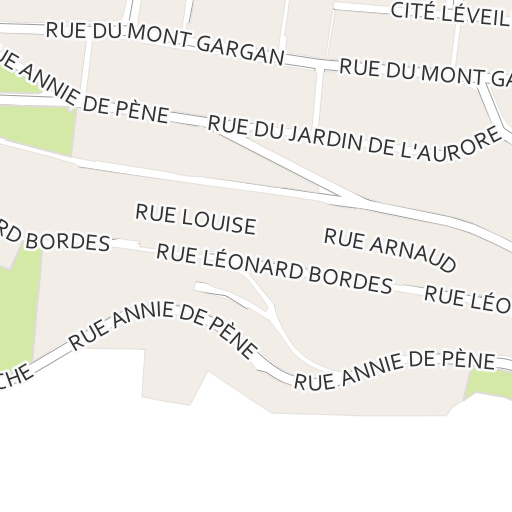 CITÉ LÉVEIL
RUE DU MONT GARGAN
RUE DU MONT GA
UE ANNIE DE PÈNE
RUE DU JARDIN DE L'AURORE
RUE LOUISE
RUE ARNAUD
RD BORDES
RUE LÉONARD BORDES
RUE LÉO
RUE ANNIE DE PÈNE
RUE ANNIE DE PÈNE
CHE